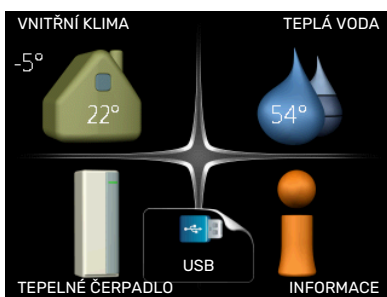 VNITŘNÍ KLIMA
TEPLÁ VODA
-5°
22°
54°
USB
TEPELNÉ ČERPADLO
INFORMACE